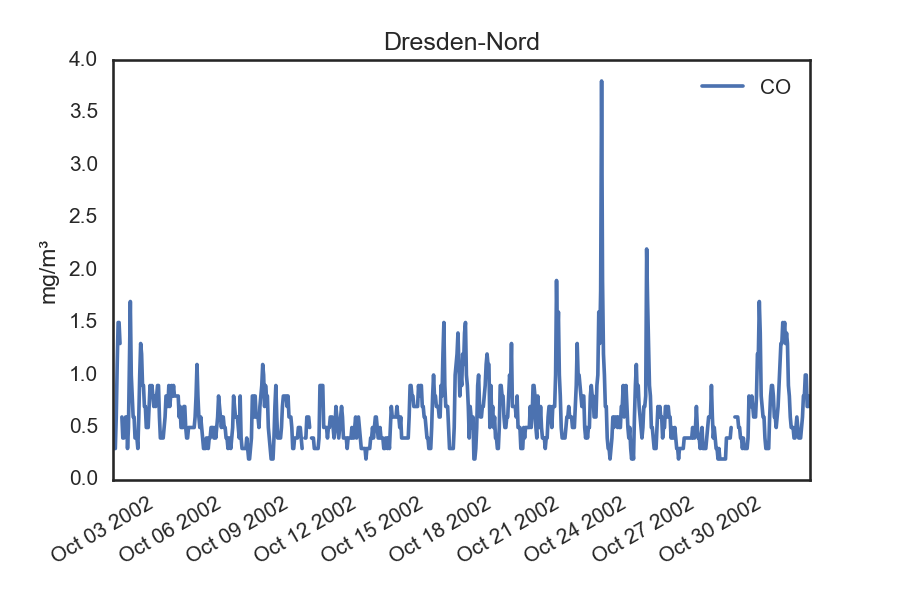 Dresden-Nord
4.0
3.5
3.0
2.5
2.0
1.5
1.0
0.5
0.0
mg/m³
CO
Oct 03 2002
Oct 06 2002
Oct 09 2002
Oct 12 2002
Oct 15 2002
Oct 18 2002
Oct 21 2002
Oct 24 2002
Oct 27 2002
Oct 30 2002